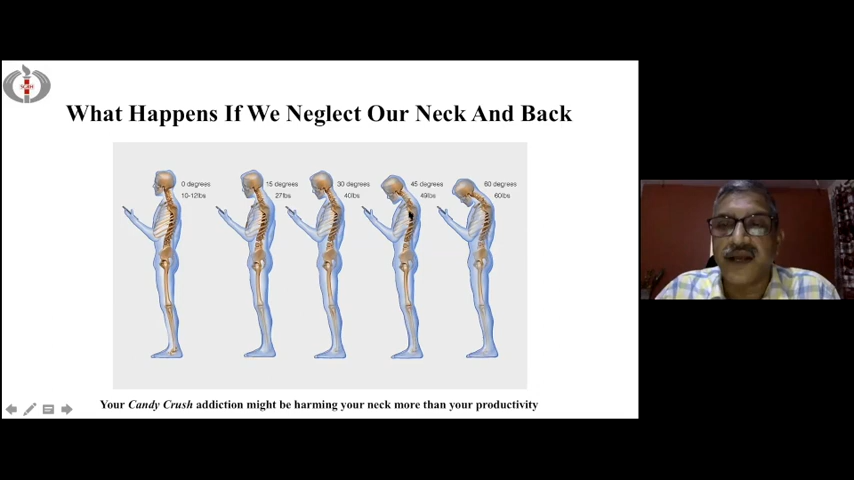 SGRH
What Happens If We Neglect Our Neck And Back
0 degrees
10-12lbs
15 degrees
27lbs
30 degrees
40lbs
45 degrees
49lbs
60 degrees
60lbs
Your Candy Crush addiction might be harming your neck more than your productivity